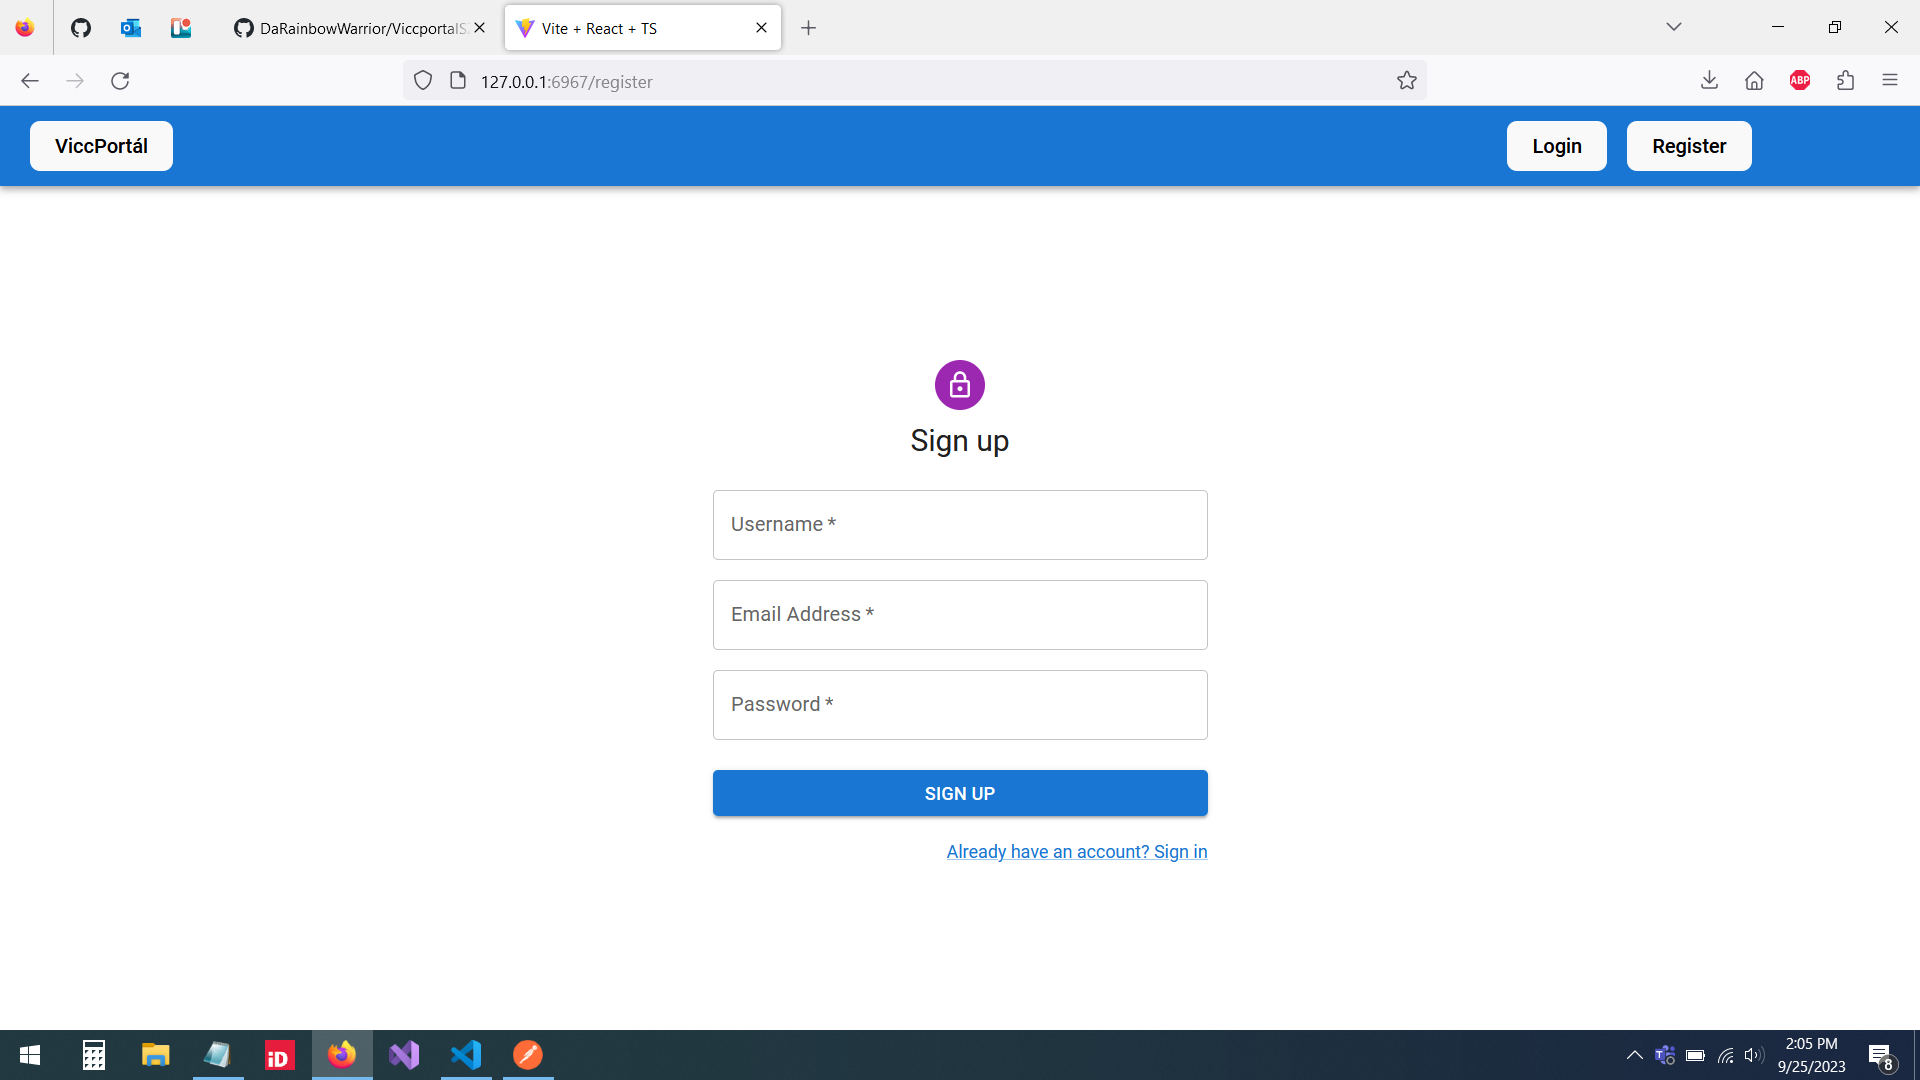 DaRainbowWarrior/ViccportalS
Vite + React + TS
127.0.0.1:6967/register
ABP
ViccPortál
Login
Register
Sign up
Username *
Email Address *
Password *
SIGN UP
Already have an account? Sign in
iD
2:05 PM
9/25/2023
8